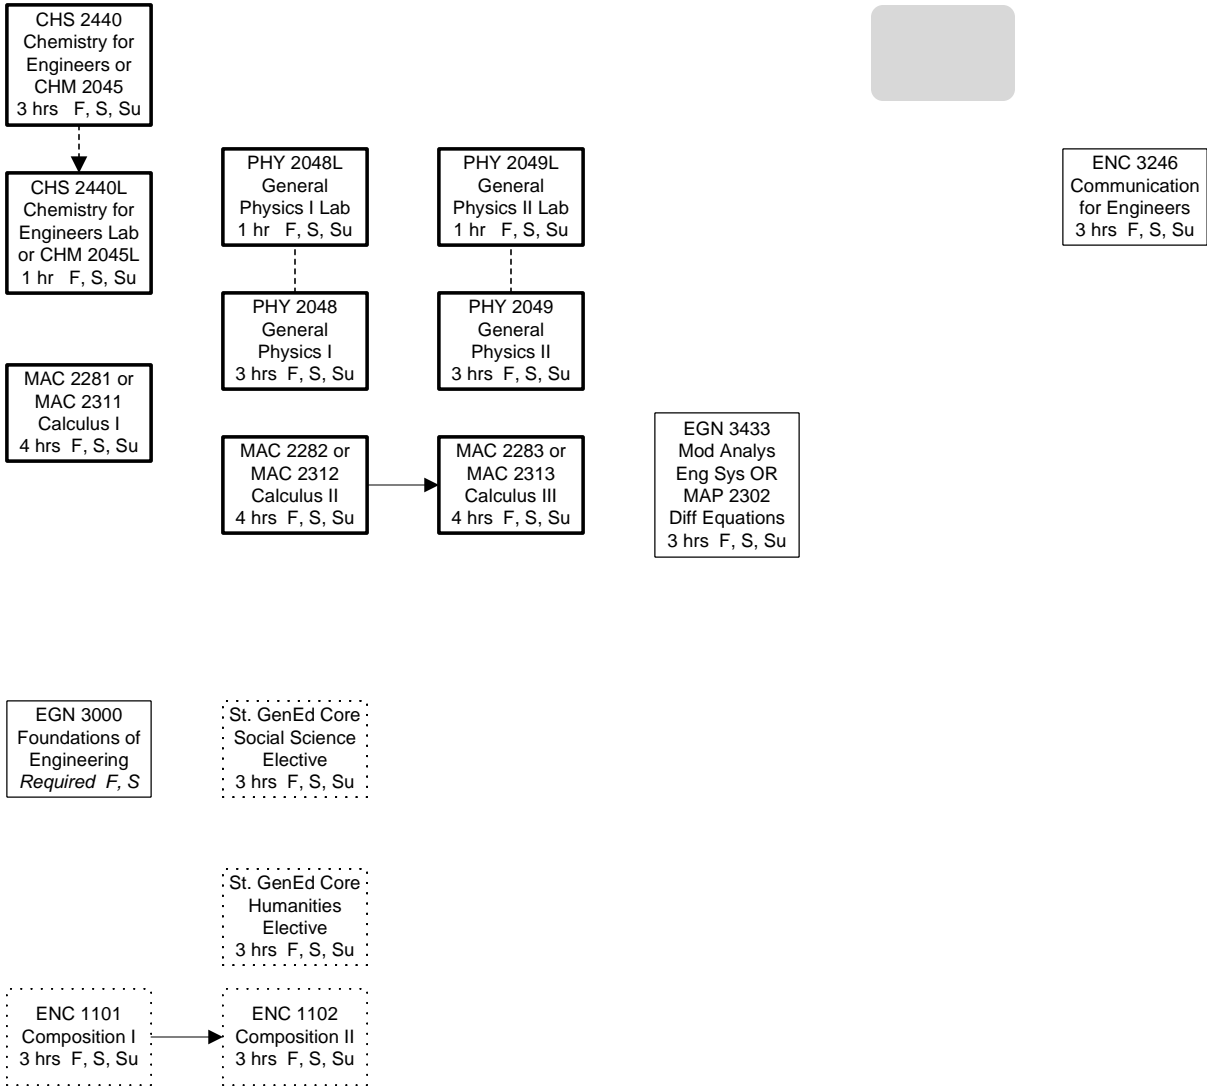 CHS 2440
Chemistry for
Engineers or
CHM 2045
3 hrs F, S, Su
CHS 2440L
Chemistry for
Engineers Lab
or CHM 2045L
1 hr F, S, Su
MAC 2281 or
MAC 2311
Calculus I
4 hrs F, S, Su
EGN 3000
Foundations of
Engineering
Required F, S
ENC 1101
Composition I
3 hrs F, S, Su
PHY 2048L
General
Physics I Lab
1 hr F, S, Su
PHY 2048
General
Physics I
3 hrs F, S, Su
MAC 2282 or
MAC 2312
Calculus II
4 hrs F, S, Su
St. GenEd Core
Social Science
Elective
3 hrs F, S, Su
St. GenEd Core
Humanities
Elective
3 hrs F, S, Su
ENC 1102
Composition II
3 hrs F, S, Su
PHY 2049L
General
Physics II Lab
1 hr F, S, Su
PHY 2049
General
Physics II
3 hrs F, S, Su
MAC 2283 or
MAC 2313
Calculus III
4 hrs F, S, Su
EGN 3433
Mod Analys
Eng Sys OR
MAP 2302
Diff Equations
3 hrs F, S, Su
ENC 3246
Communication
for Engineers
3 hrs F, S, Su